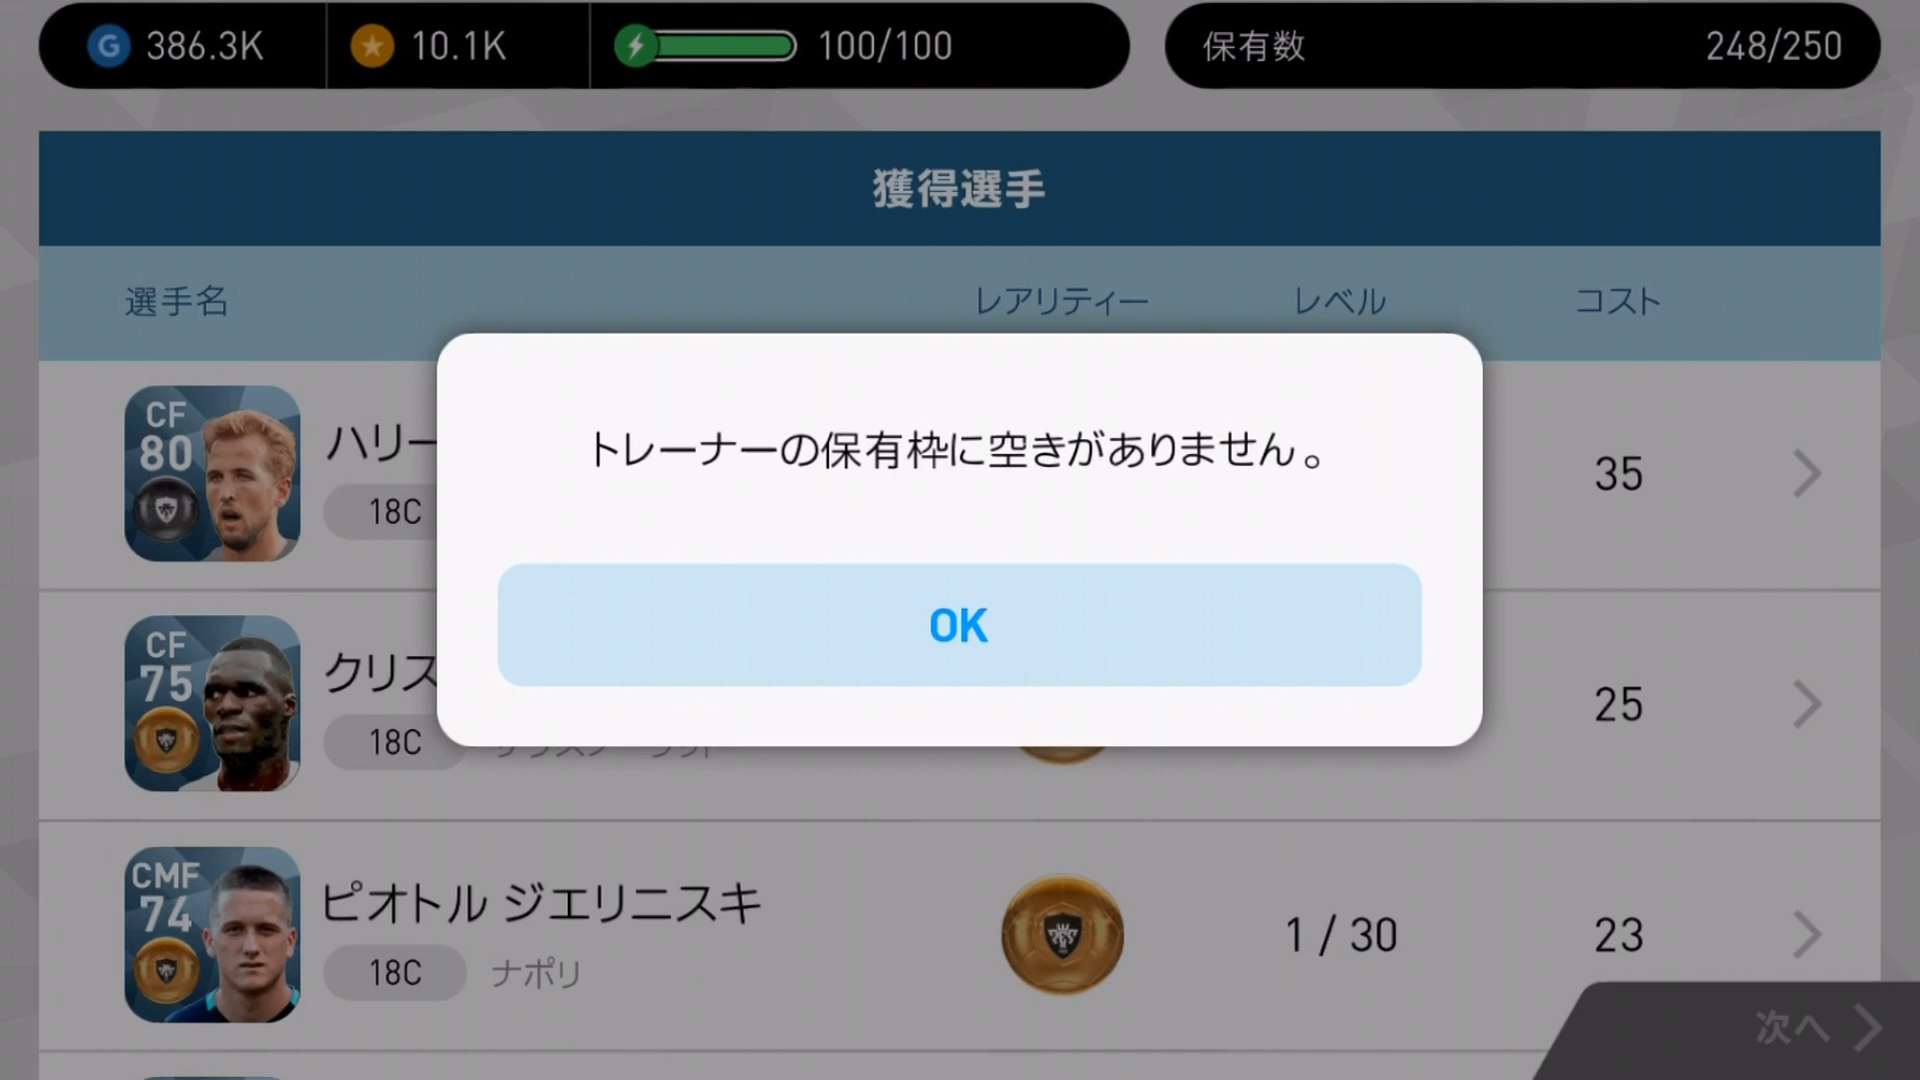 G 386.3K 10.1K 100/100 保有数 248/250
獲得選手
選手名 レアリティー レベル コスト
CF
80
ハリー
18C
35
トレーナーの保有枠に空きがありません。
OK
CF
75
クリス
18C
25
CMF
74
ピオトル ジエリニスキ
18C ナポリ
1 / 30
23
次へ